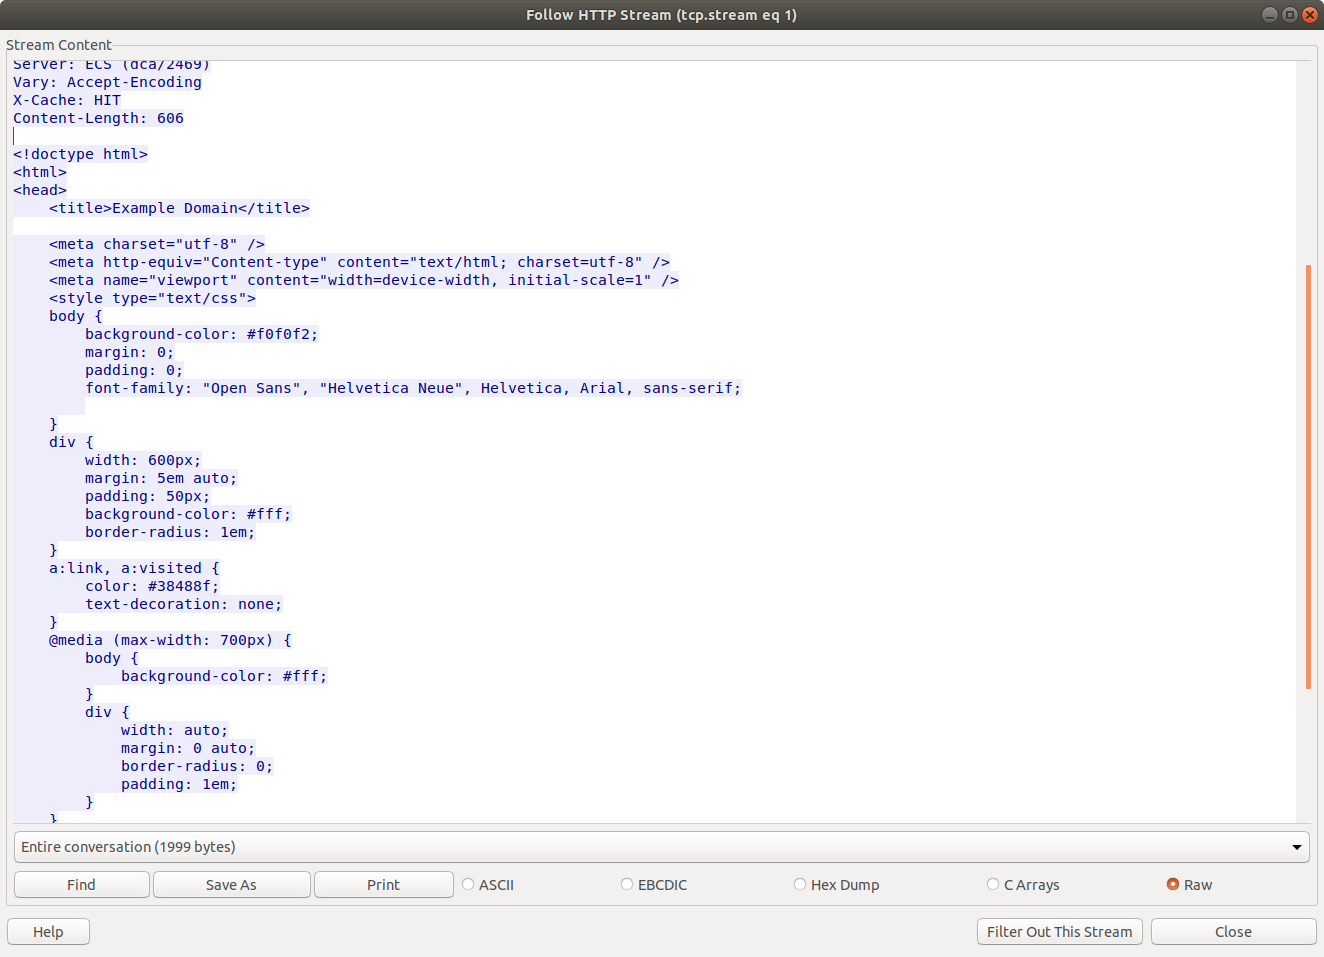 Follow HTTP Stream (tcp.stream eq 1)
Stream Content
Server: ECS (dca/2469)
Vary: Accept-Encoding
X-Cache: HIT
Content-Length: 606
<!doctype html>
<html>
<head>
    <title>Example Domain</title>
    <meta charset="utf-8" />
    <meta http-equiv="Content-type" content="text/html; charset=utf-8" />
    <meta name="viewport" content="width=device-width, initial-scale=1" />
    <style type="text/css">
    body {
        background-color: #f0f0f2;
        margin: 0;
        padding: 0;
        font-family: "Open Sans", "Helvetica Neue", Helvetica, Arial, sans-serif;
    }
    div {
        width: 600px;
        margin: 5em auto;
        padding: 50px;
        background-color: #fff;
        border-radius: 1em;
    }
    a:link, a:visited {
        color: #38488f;
        text-decoration: none;
    }
    @media (max-width: 700px) {
        body {
            background-color: #fff;
        }
        div {
            width: auto;
            margin: 0 auto;
            border-radius: 0;
            padding: 1em;
        }
    }
Entire conversation (1999 bytes)
Find Save As Print ASCII EBCDIC Hex Dump C Arrays Raw
Help Filter Out This Stream Close